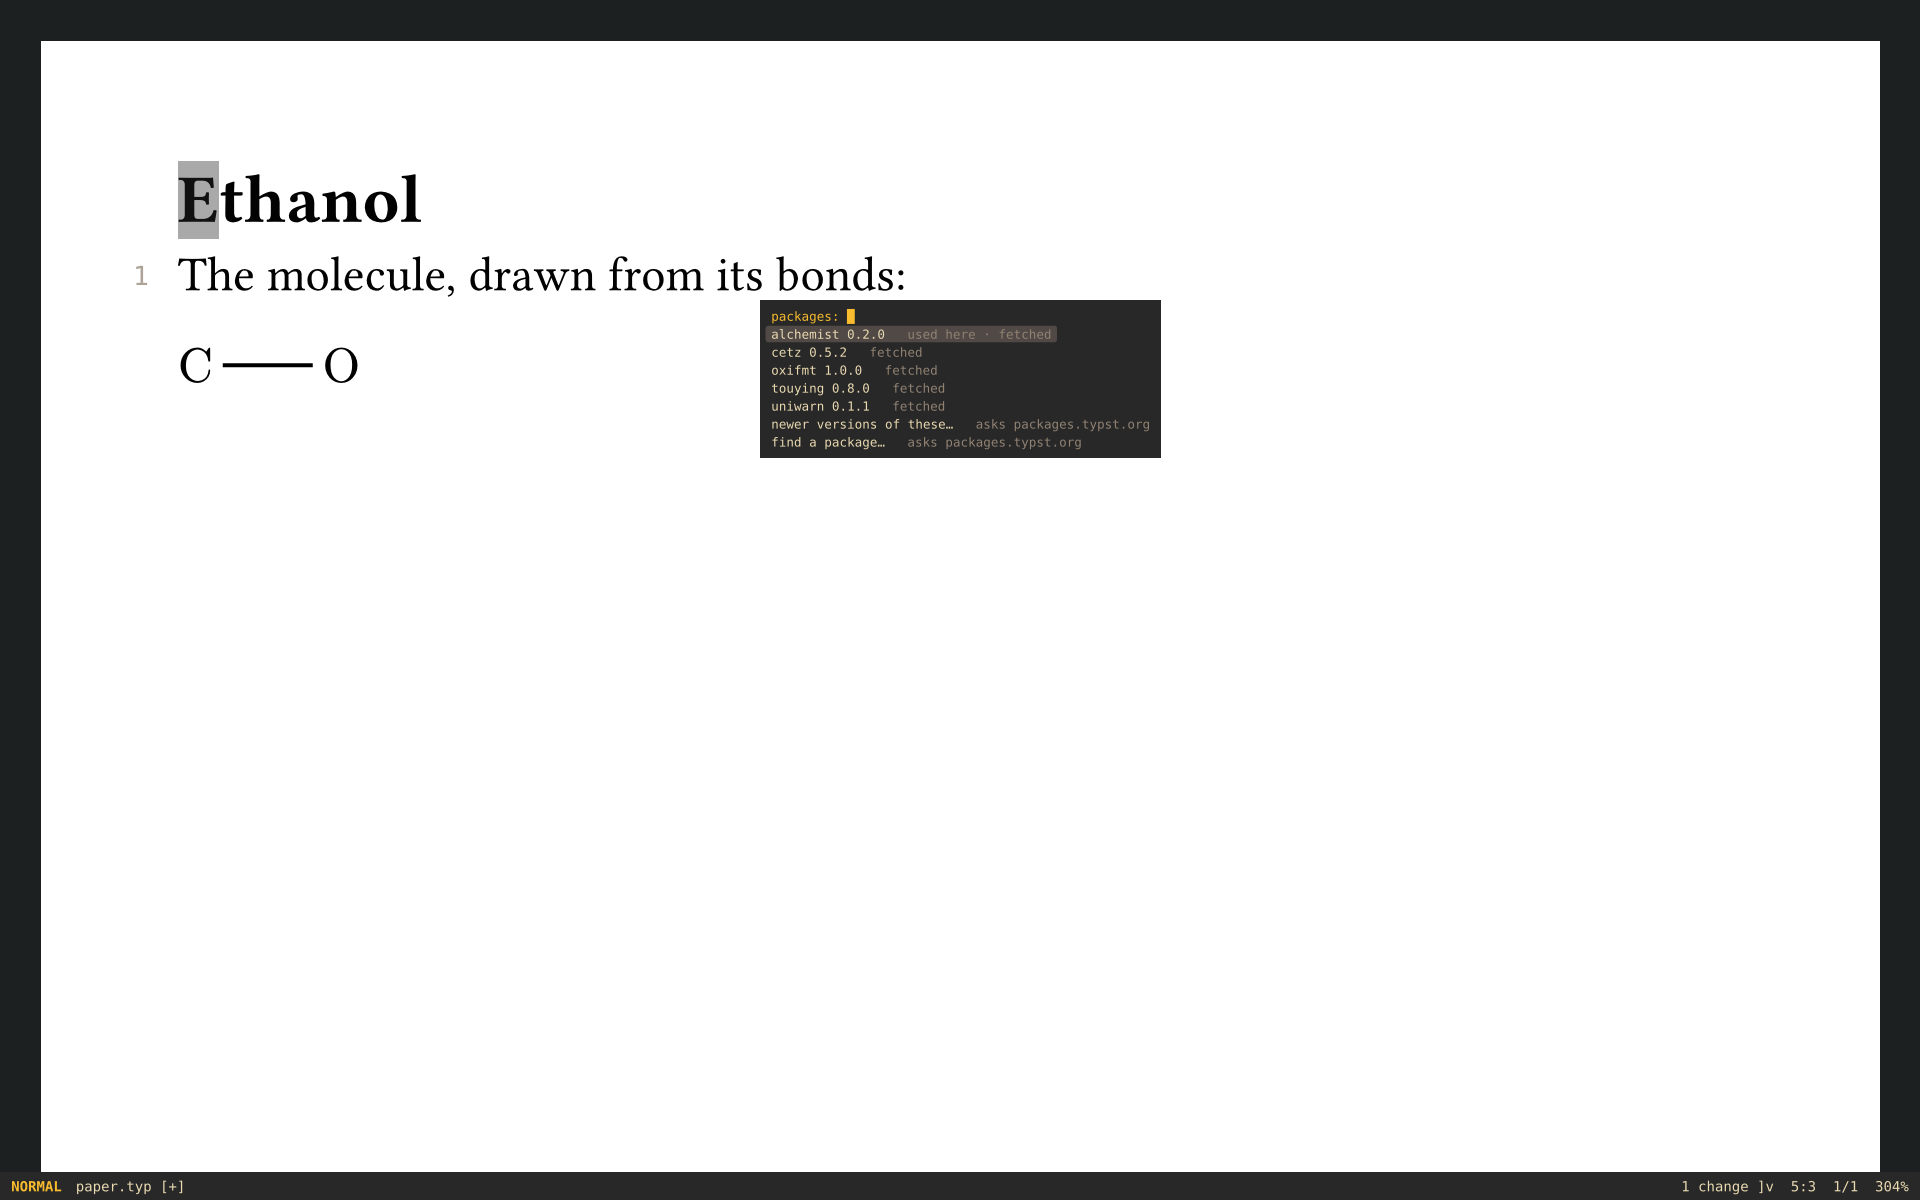 Ethanol
1 The molecule, drawn from its bonds:
C O
packages:
alchemist 0.2.0 used here · fetched
cetz 0.5.2 fetched
oxifmt 1.0.0 fetched
touying 0.8.0 fetched
uniwarn 0.1.1 fetched
newer versions of these… asks packages.typst.org
find a package… asks packages.typst.org
NORMAL paper.typ [+] 1 change ]v 5:3 1/1 304%